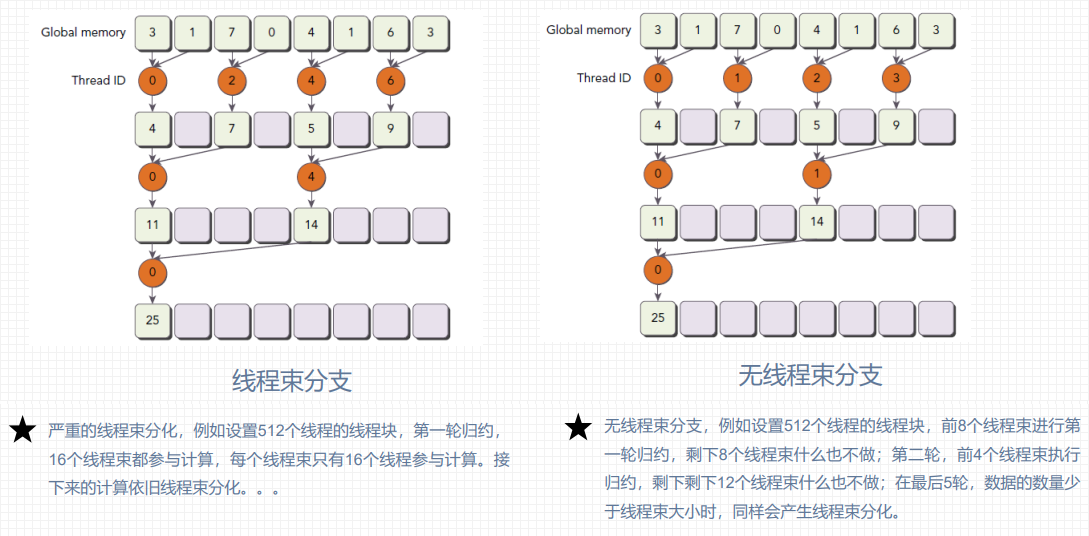 Global memory 3 1 7 0 4 1 6 3
Thread ID 0 2 4 6
4 7 5 9
0 4
11 14
0
25
线程束分支
★ 严重的线程束分化，例如设置512个线程的线程块，第一轮归约，
16个线程束都参与计算，每个线程束只有16个线程参与计算。接
下来的计算依旧线程束分化。。。
Global memory 3 1 7 0 4 1 6 3
Thread ID 0 1 2 3
4 7 5 9
0 1
11 14
0
25
无线程束分支
★ 无线程束分支，例如设置512个线程的线程块，前8个线程束进行第
一轮归约，剩下8个线程束什么也不做；第二轮，前4个线程束执行
归约，剩下剩下12个线程束什么也不做；在最后5轮，数据的数量少
于线程束大小时，同样会产生线程束分化。